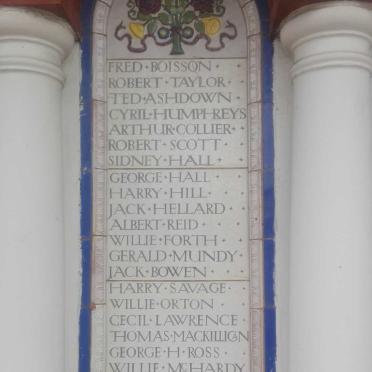 FRED·BOISSON·
ROBERT·TAYLOR·
TED·ASHDOWN·
CYRIL·HUMPHREYS
ARTHUR·COLLIER·
ROBERT·SCOTT·
SIDNEY·HALL·
GEORGE·HALL·
HARRY·HILL·
JACK·HELLARD·
ALBERT·REID·
WILLIE·FORTH·
GERALD·MUNDY·
JACK·BOWEN·
HARRY·SAVAGE·
WILLIE·ORTON·
CECIL·LAWRENCE·
THOMAS·MACKILLIGN
GEORGE·H·ROSS·
WILLIE·McHARDY